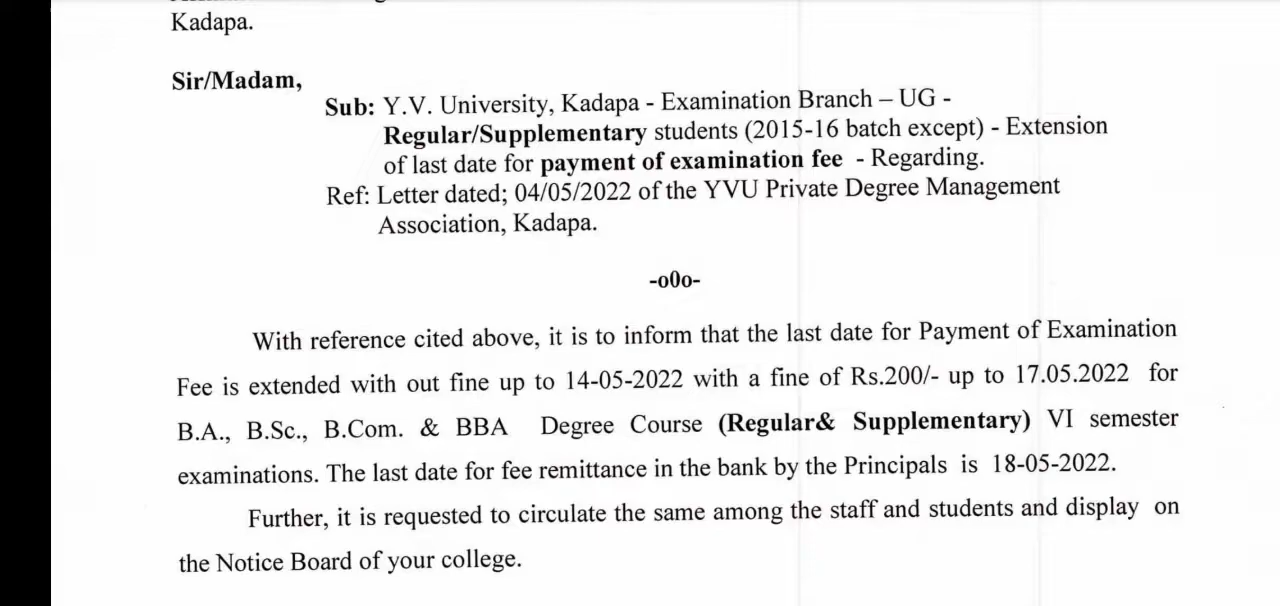 Kadapa.
Sir/Madam,
Sub: Y.V. University, Kadapa - Examination Branch – UG -
Regular/Supplementary students (2015-16 batch except) - Extension
of last date for payment of examination fee - Regarding.
Ref: Letter dated; 04/05/2022 of the YVU Private Degree Management
Association, Kadapa.
-o0o-
With reference cited above, it is to inform that the last date for Payment of Examination
Fee is extended with out fine up to 14-05-2022 with a fine of Rs.200/- up to 17.05.2022 for
B.A., B.Sc., B.Com. & BBA Degree Course (Regular& Supplementary) VI semester
examinations. The last date for fee remittance in the bank by the Principals is 18-05-2022.
Further, it is requested to circulate the same among the staff and students and display on
the Notice Board of your college.